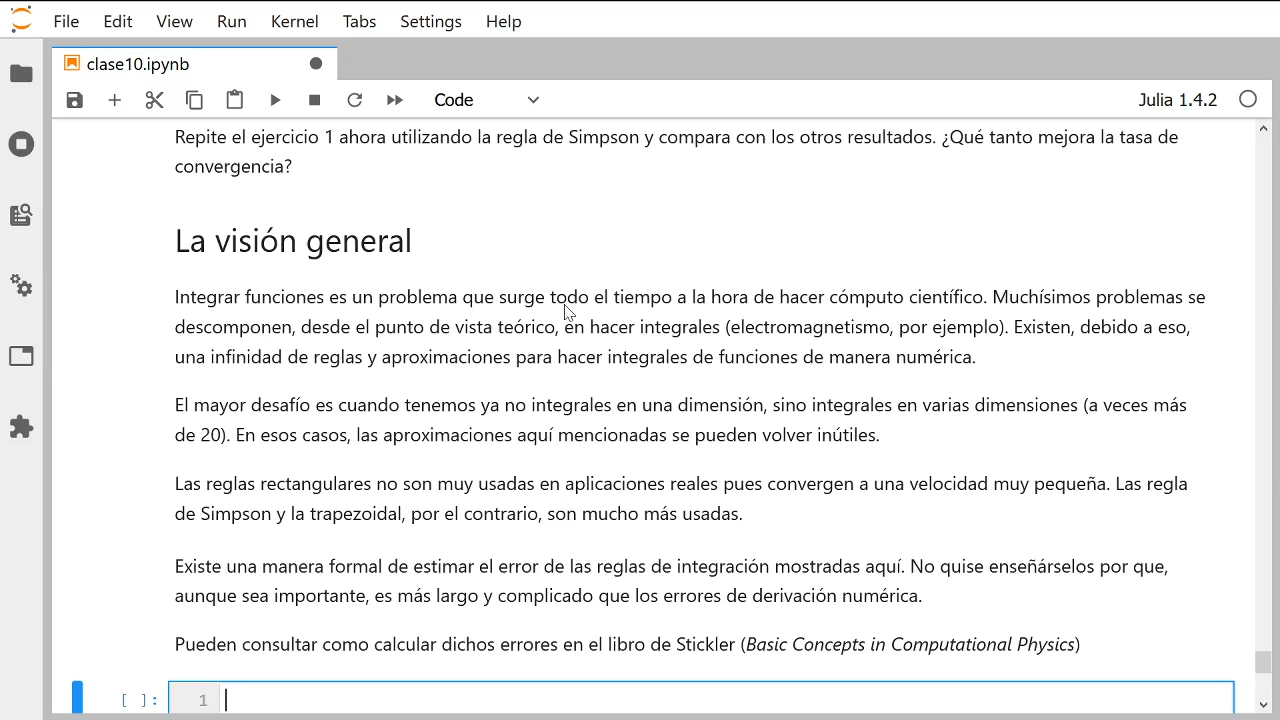 File Edit View Run Kernel Tabs Settings Help
clase10.ipynb
Code Julia 1.4.2
Repite el ejercicio 1 ahora utilizando la regla de Simpson y compara con los otros resultados. ¿Qué tanto mejora la tasa de
convergencia?
La visión general
Integrar funciones es un problema que surge todo el tiempo a la hora de hacer cómputo científico. Muchísimos problemas se
descomponen, desde el punto de vista teórico, en hacer integrales (electromagnetismo, por ejemplo). Existen, debido a eso,
una infinidad de reglas y aproximaciones para hacer integrales de funciones de manera numérica.
El mayor desafío es cuando tenemos ya no integrales en una dimensión, sino integrales en varias dimensiones (a veces más
de 20). En esos casos, las aproximaciones aquí mencionadas se pueden volver inútiles.
Las reglas rectangulares no son muy usadas en aplicaciones reales pues convergen a una velocidad muy pequeña. Las regla
de Simpson y la trapezoidal, por el contrario, son mucho más usadas.
Existe una manera formal de estimar el error de las reglas de integración mostradas aquí. No quise enseñárselos por que,
aunque sea importante, es más largo y complicado que los errores de derivación numérica.
Pueden consultar como calcular dichos errores en el libro de Stickler (Basic Concepts in Computational Physics)
[ ]: 1